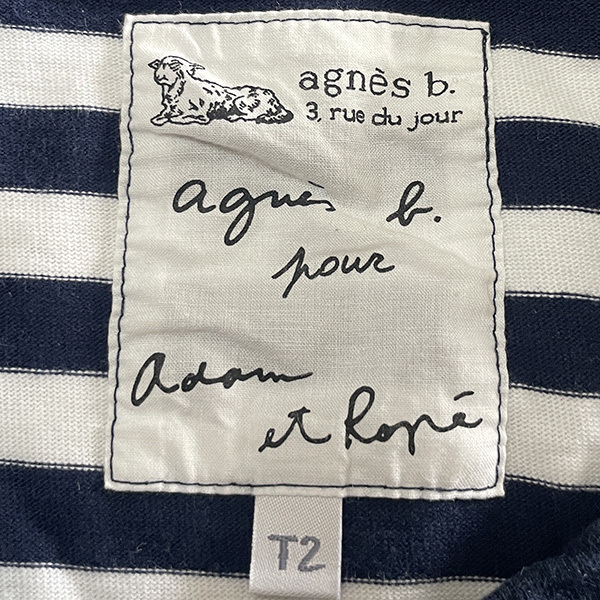 agnès b.
3, rue du jour
agnès b.
pour
Adam
et Ropé
T2